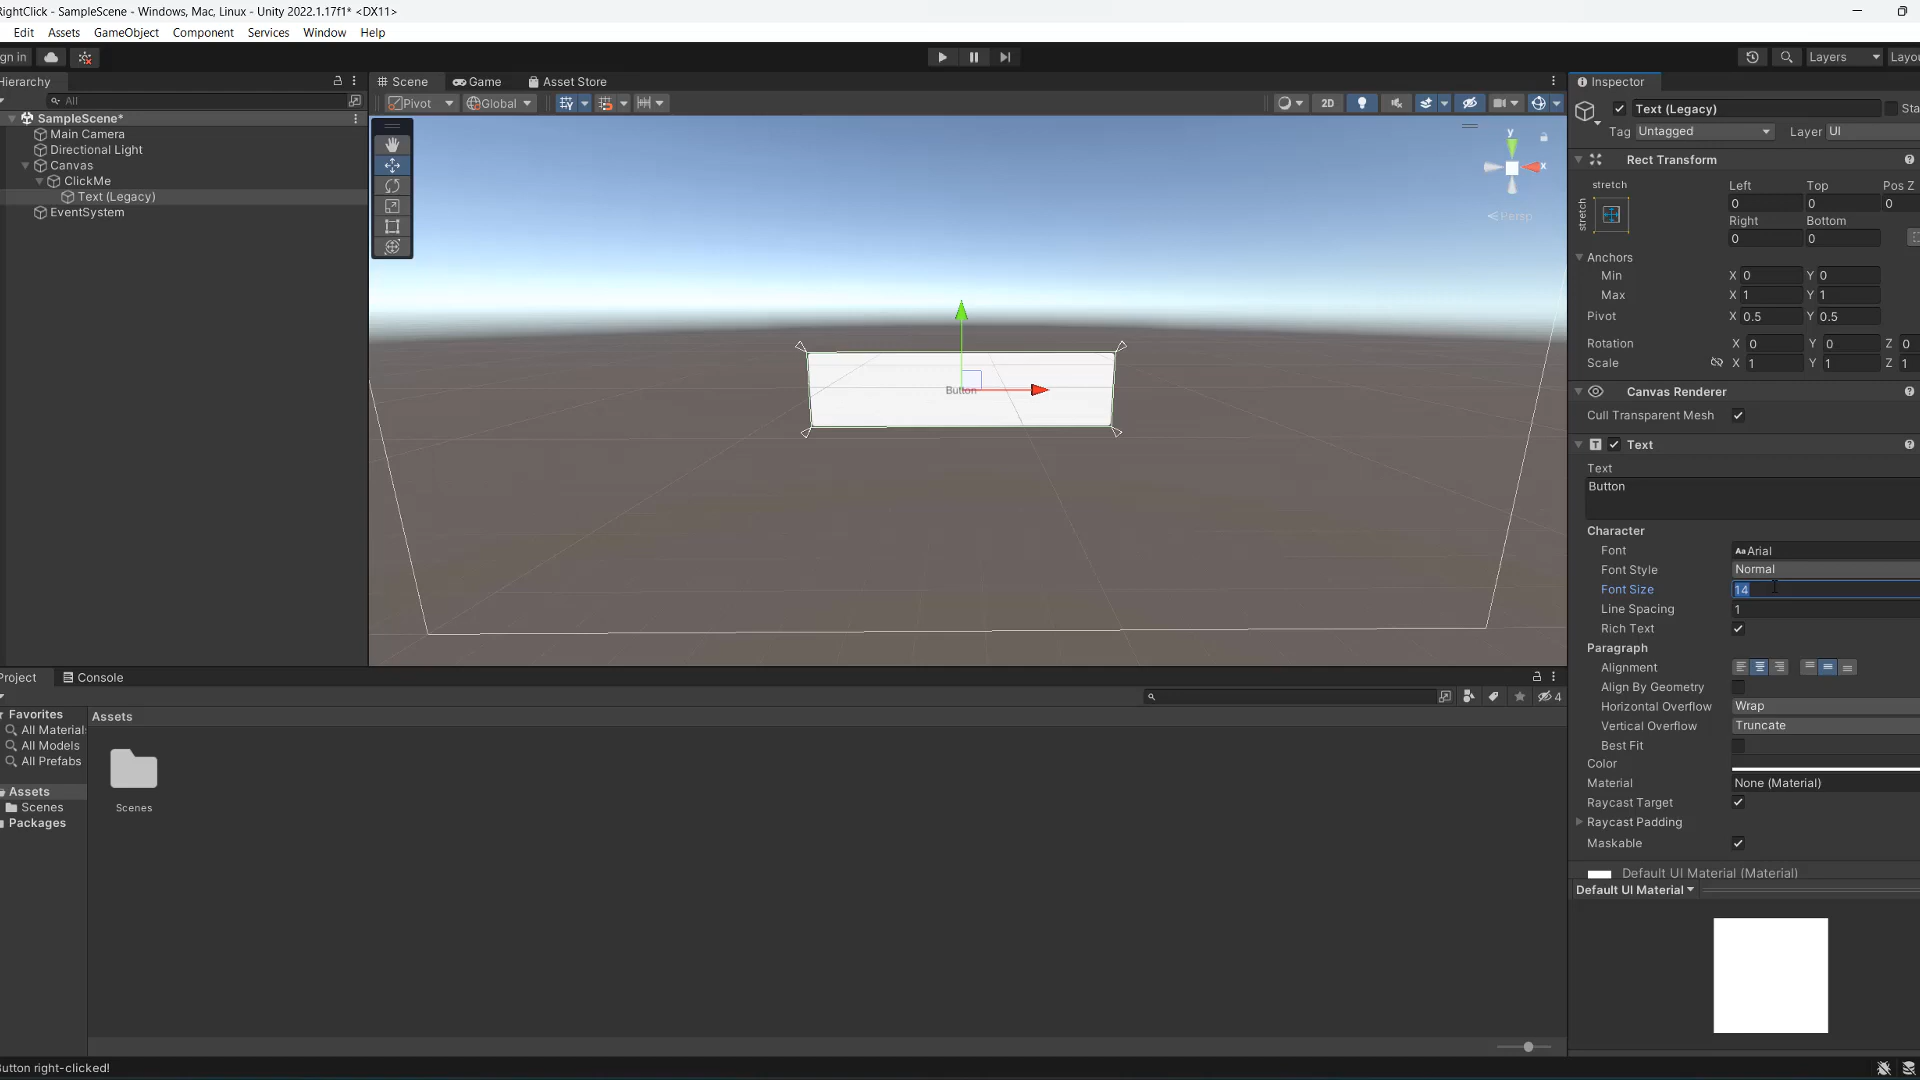 RightClick - SampleScene - Windows, Mac, Linux - Unity 2022.1.17f1* <DX11>
Edit Assets GameObject Component Services Window Help
gn in Layers Layou
Hierarchy Scene Game Asset Store Inspector
All Pivot Global 2D Text (Legacy) Sta
Tag Untagged Layer UI
SampleScene*
Main Camera
Directional Light
Canvas
ClickMe
Text (Legacy)
EventSystem
y
x
Persp
Button
Rect Transform
stretch Left Top Pos Z
stretch 0 0 0
Right Bottom
0 0
Anchors
Min X 0 Y 0
Max X 1 Y 1
Pivot X 0.5 Y 0.5
Rotation X 0 Y 0 Z 0
Scale X 1 Y 1 Z 1
Canvas Renderer
Cull Transparent Mesh
Text
Text
Button
Character
Font Aa Arial
Font Style Normal
Font Size 14
Line Spacing 1
Rich Text
Paragraph
Alignment
Align By Geometry
Horizontal Overflow Wrap
Vertical Overflow Truncate
Best Fit
Color
Material None (Material)
Raycast Target
Raycast Padding
Maskable
Default UI Material (Material)
Default UI Material
Project Console
4
Favorites
All Material
All Models
All Prefabs
Assets
Scenes
Packages
Assets
Scenes
Button right-clicked!